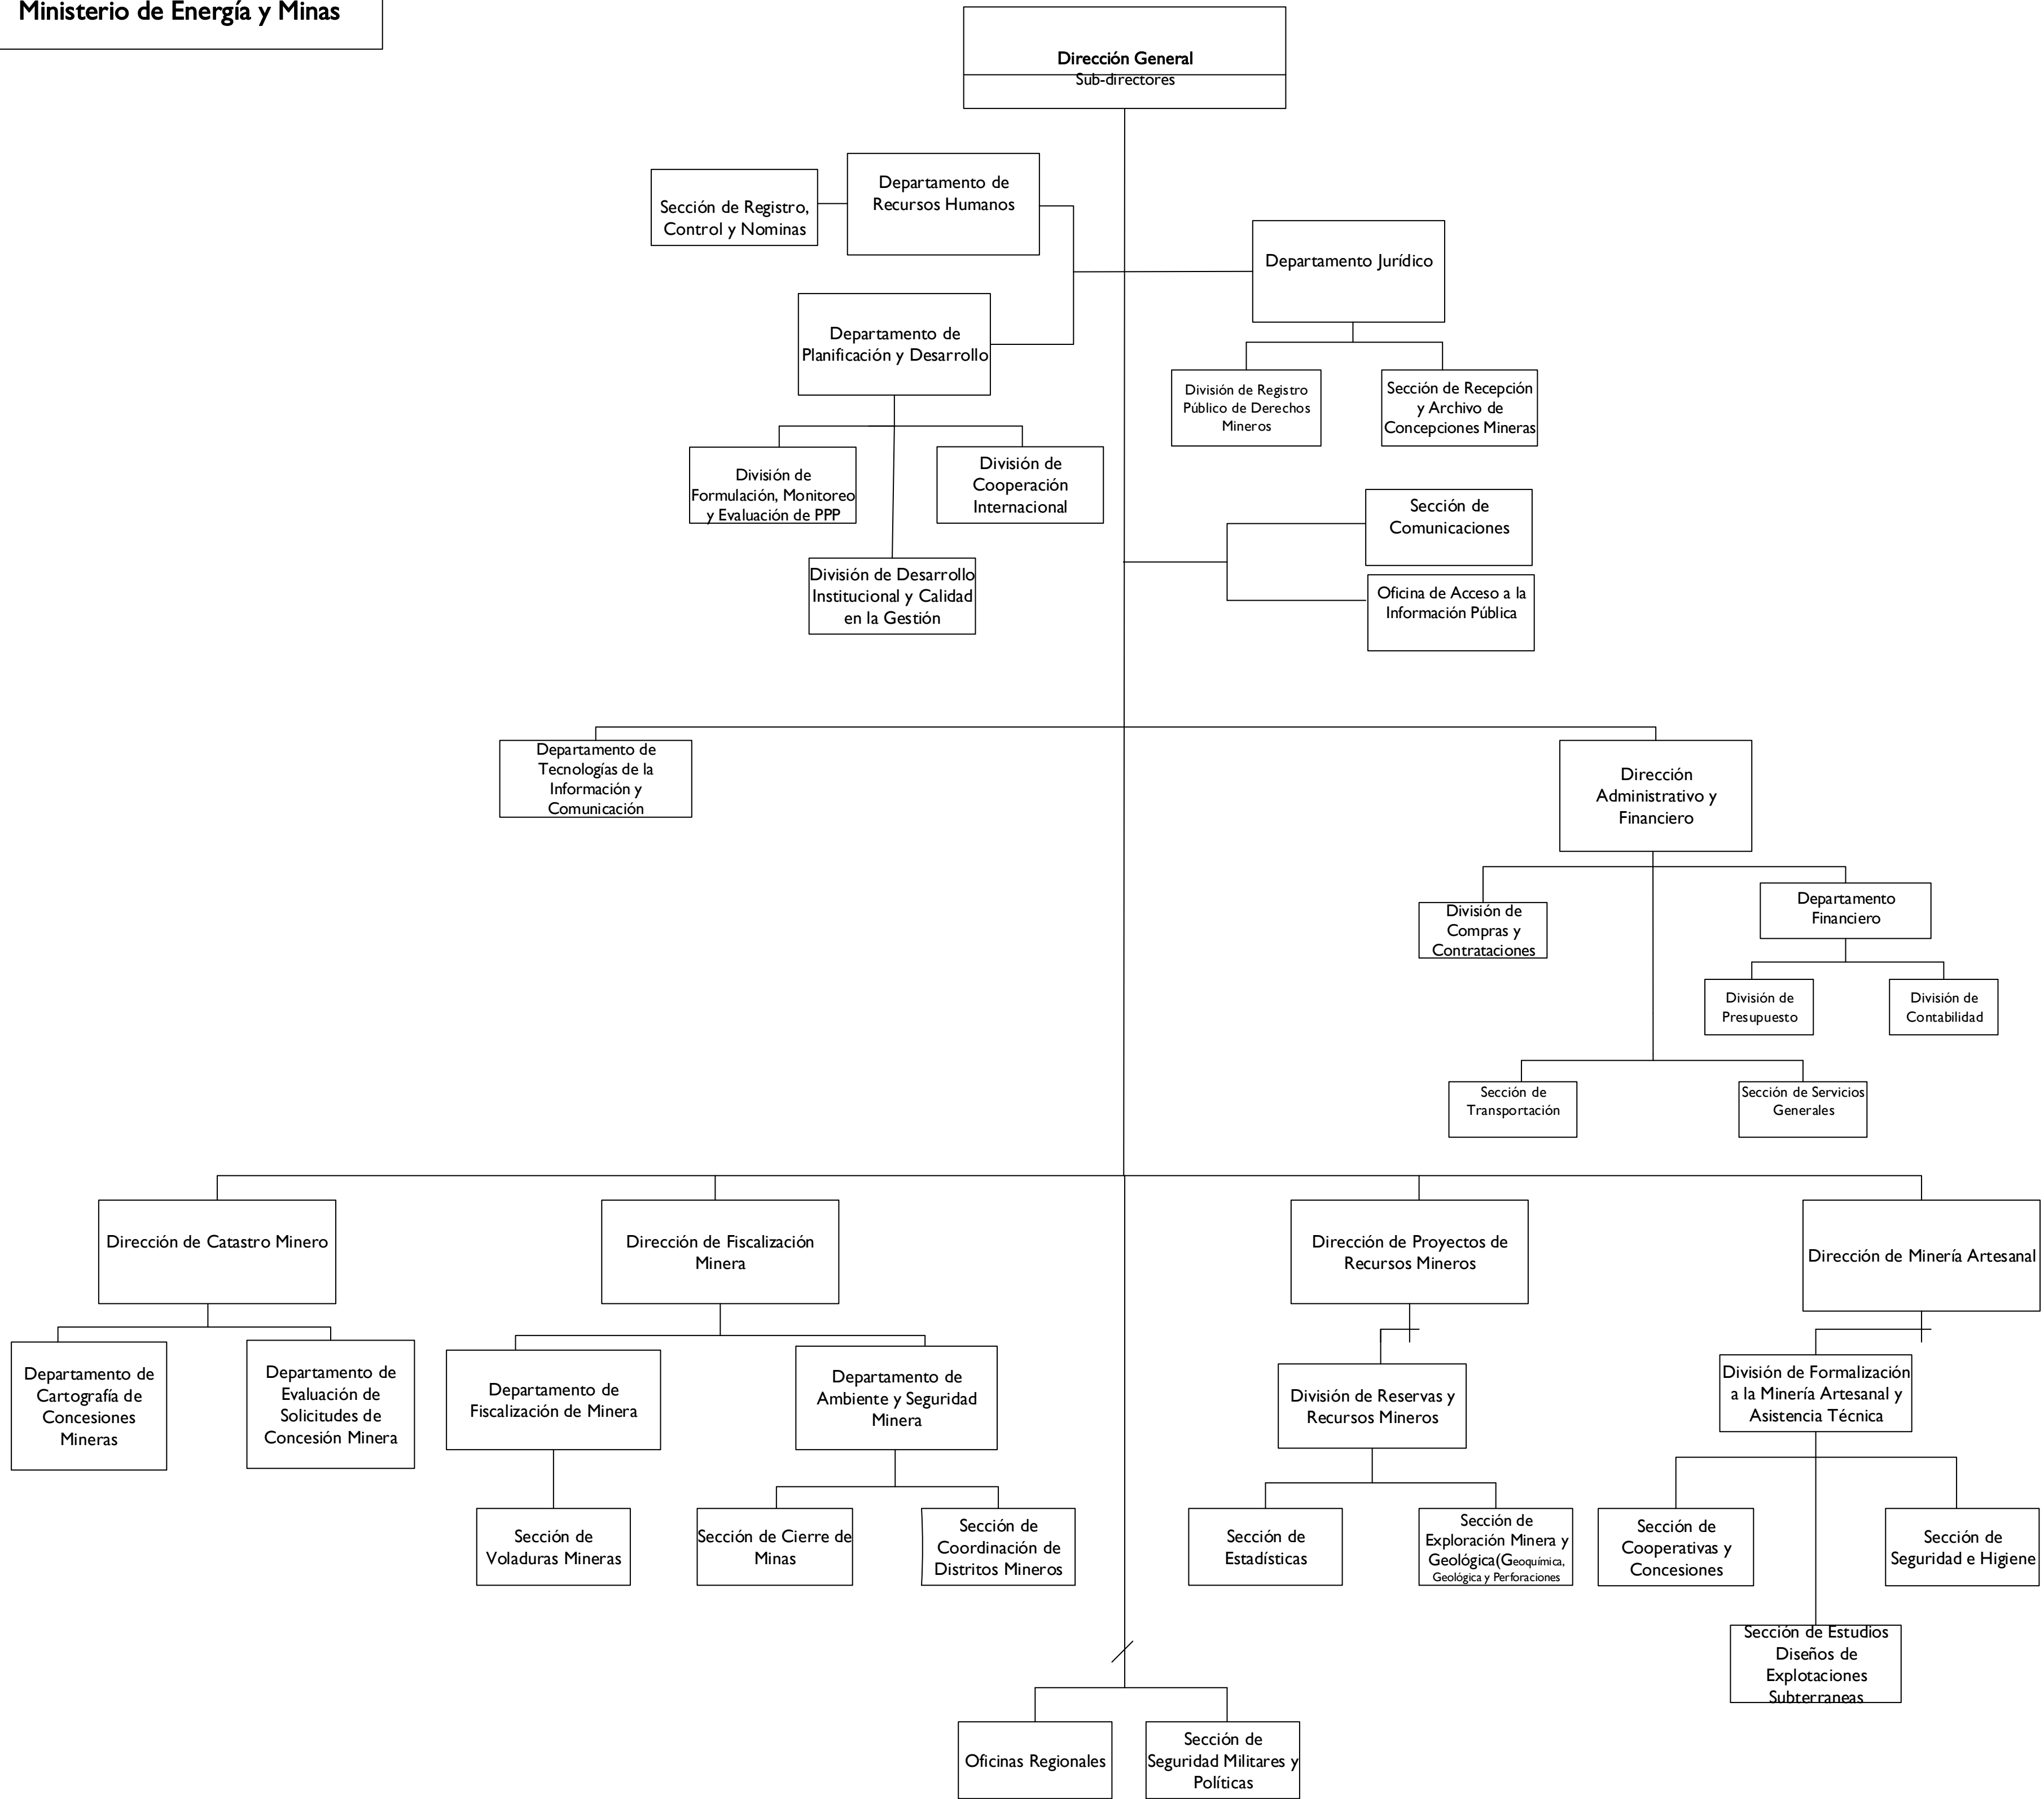 Ministerio de Energía y Minas
Dirección General
Sub-directores
Departamento de
Recursos Humanos
Sección de Registro,
Control y Nominas
Departamento Jurídico
Departamento de
Planificación y Desarrollo
División de Registro
Público de Derechos
Mineros
Sección de Recepción
y Archivo de
Concepciones Mineras
División de
Formulación, Monitoreo
y Evaluación de PPP
División de
Cooperación
Internacional
Sección de
Comunicaciones
División de Desarrollo
Institucional y Calidad
en la Gestión
Oficina de Acceso a la
Información Pública
Departamento de
Tecnologías de la
Información y
Comunicación
Dirección
Administrativo y
Financiero
División de
Compras y
Contrataciones
Departamento
Financiero
División de
Presupuesto
División de
Contabilidad
Sección de
Transportación
Sección de Servicios
Generales
Dirección de Catastro Minero
Dirección de Fiscalización
Minera
Dirección de Proyectos de
Recursos Mineros
Dirección de Minería Artesanal
Departamento de
Cartografía de
Concesiones
Mineras
Departamento de
Evaluación de
Solicitudes de
Concesión Minera
Departamento de
Fiscalización de Minera
Departamento de
Ambiente y Seguridad
Minera
División de Reservas y
Recursos Mineros
División de Formalización
a la Minería Artesanal y
Asistencia Técnica
Sección de
Voladuras Mineras
Sección de Cierre de
Minas
Sección de
Coordinación de
Distritos Mineros
Sección de
Estadísticas
Sección de
Exploración Minera y
Geológica(Geoquímica,
Geológica y Perforaciones
Sección de
Cooperativas y
Concesiones
Sección de
Seguridad e Higiene
Sección de Estudios
Diseños de
Explotaciones
Subterraneas
Oficinas Regionales
Sección de
Seguridad Militares y
Políticas